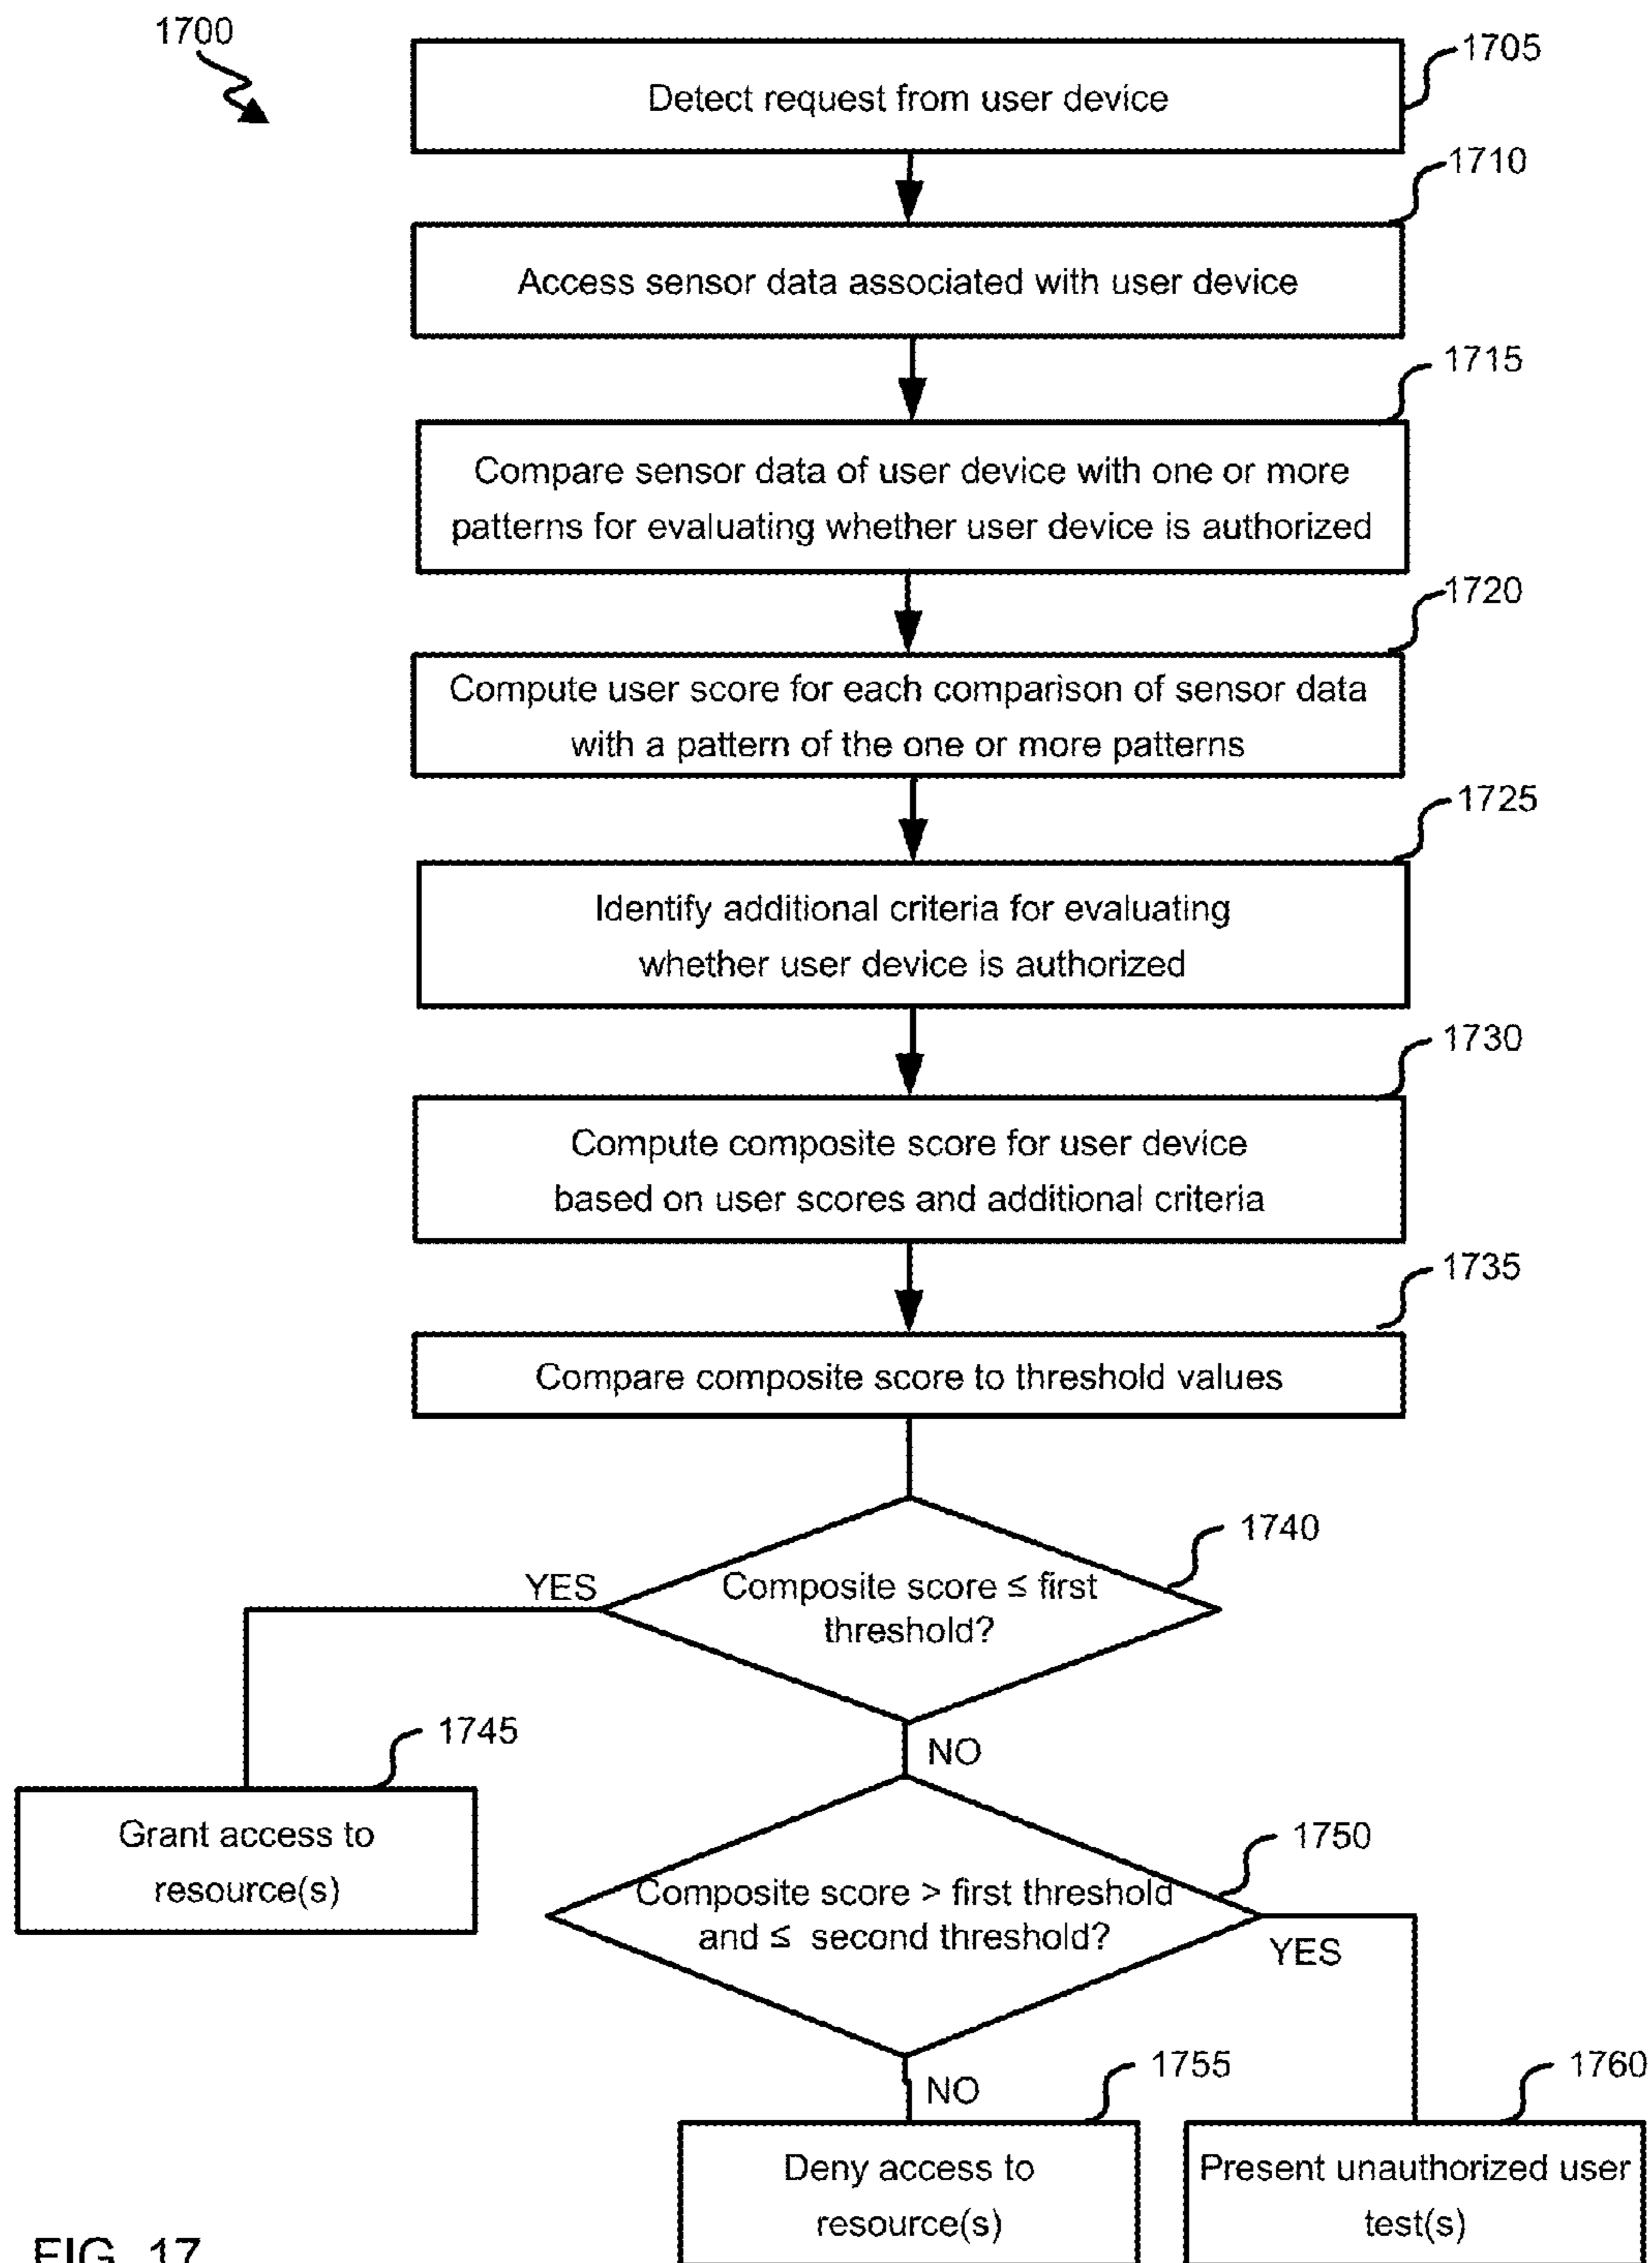 1700
1705
Detect request from user device
1710
Access sensor data associated with user device
1715
Compare sensor data of user device with one or more
patterns for evaluating whether user device is authorized
1720
Compute user score for each comparison of sensor data
with a pattern of the one or more patterns
1725
Identify additional criteria for evaluating
whether user device is authorized
1730
Compute composite score for user device
based on user scores and additional criteria
1735
Compare composite score to threshold values
1740
YES
Composite score ≤ first
threshold?
1745
NO
Grant access to
resource(s)
1750
Composite score > first threshold
and ≤ second threshold?
YES
1755
1760
NO
Deny access to
resource(s)
Present unauthorized user
test(s)
FIG. 17